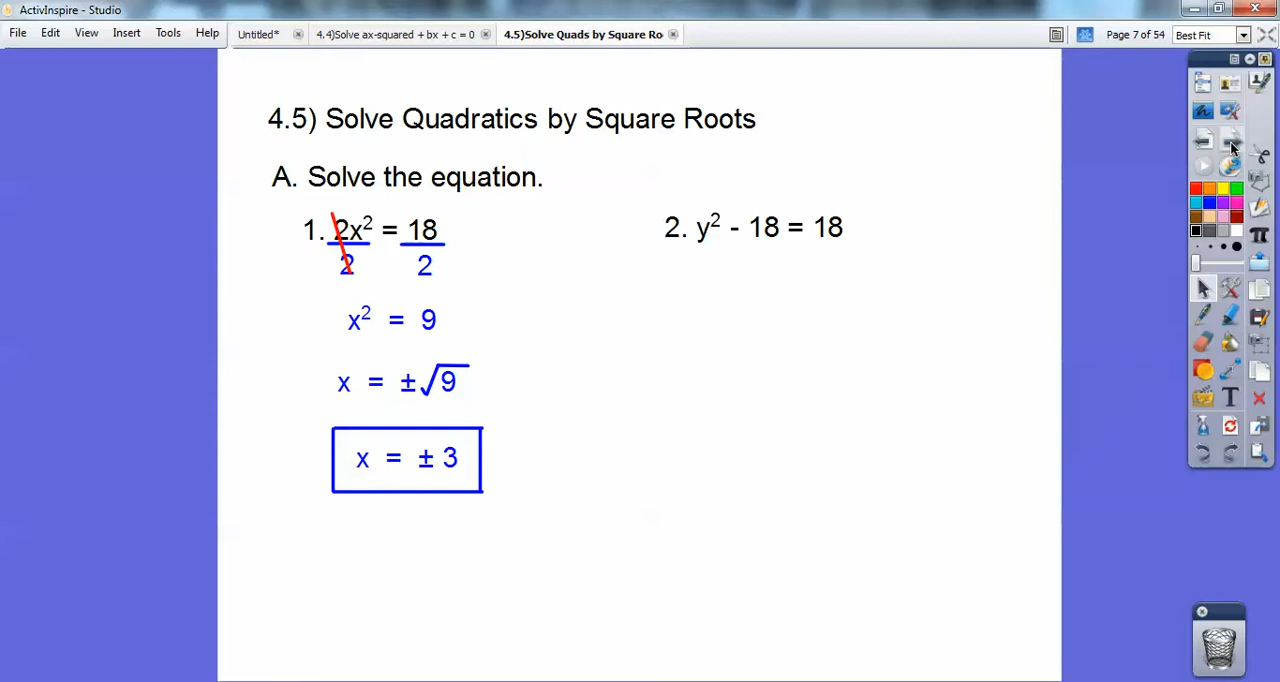 ActivInspire - Studio
File Edit View Insert Tools Help
Untitled* 4.4)Solve ax-squared + bx + c = 0 4.5)Solve Quads by Square Ro
Page 7 of 54 Best Fit
4.5) Solve Quadratics by Square Roots
A. Solve the equation.
1. 2x² = 18
2 2
x² = 9
x = ±√9
x = ± 3
2. y² - 18 = 18